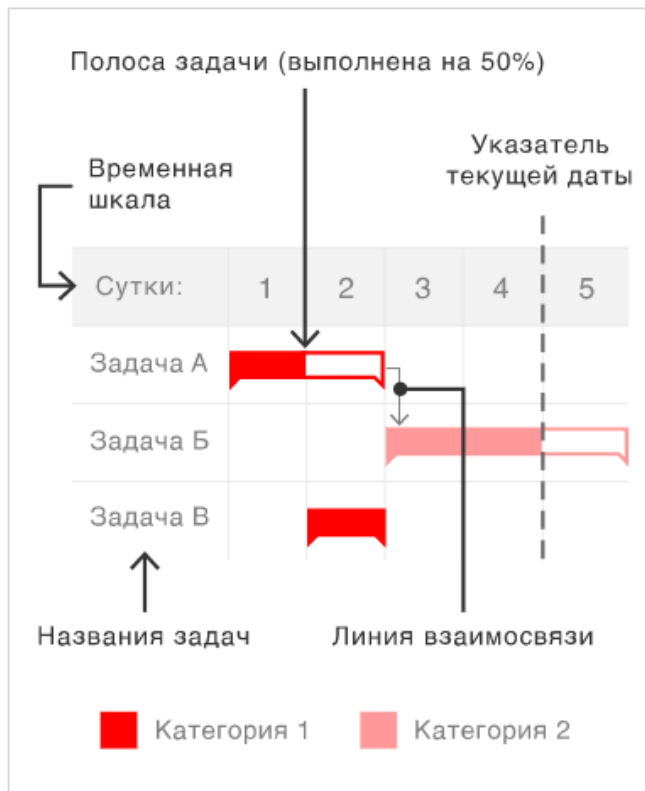 Полоса задачи (выполнена на 50%)
Указатель
текущей даты
Временная
шкала
Сутки: 1 2 3 4 5
Задача А
Задача Б
Задача В
Названия задач
Линия взаимосвязи
Категория 1
Категория 2